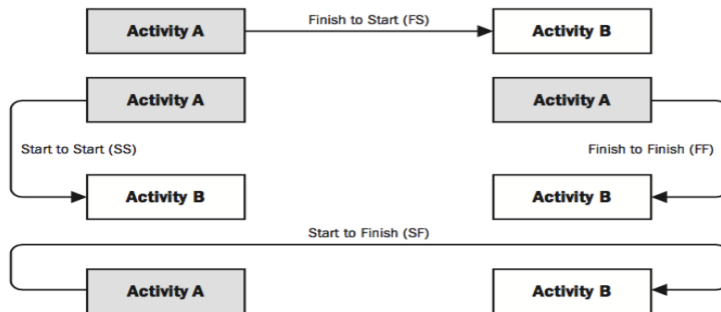 Activity A
Finish to Start (FS)
Activity B
Activity A
Activity A
Start to Start (SS)
Finish to Finish (FF)
Activity B
Activity B
Start to Finish (SF)
Activity A
Activity B